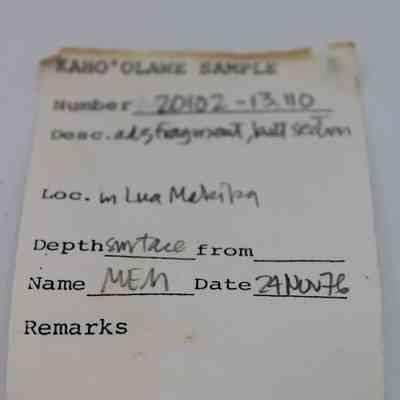 KAHO'OLAWE SAMPLE
Number 20102-13.110
Desc. adz fragment, butt section
Loc. in Lua Makika
Depth surface from
Name MEM Date 24 Nov 76
Remarks